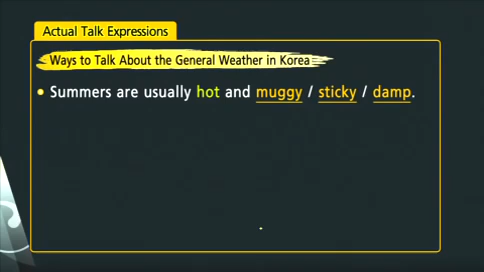 Actual Talk Expressions
Ways to Talk About the General Weather in Korea
• Summers are usually hot and muggy / sticky / damp.